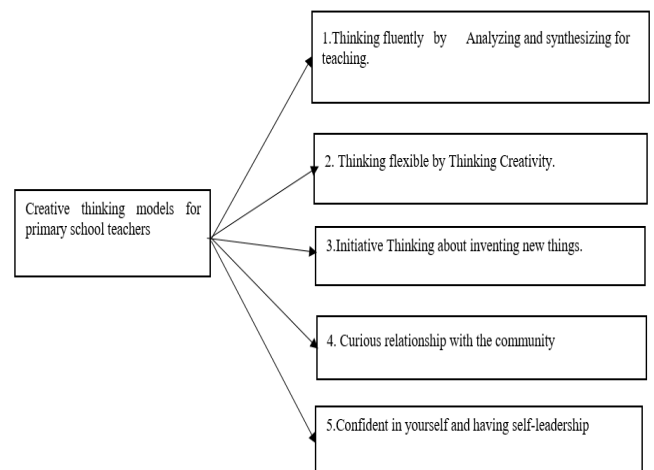 1.Thinking fluently by Analyzing and synthesizing for
teaching.
2. Thinking flexible by Thinking Creativity.
Creative thinking models for
primary school teachers
3.Initiative Thinking about inventing new things.
4. Curious relationship with the community
5.Confident in yourself and having self-leadership